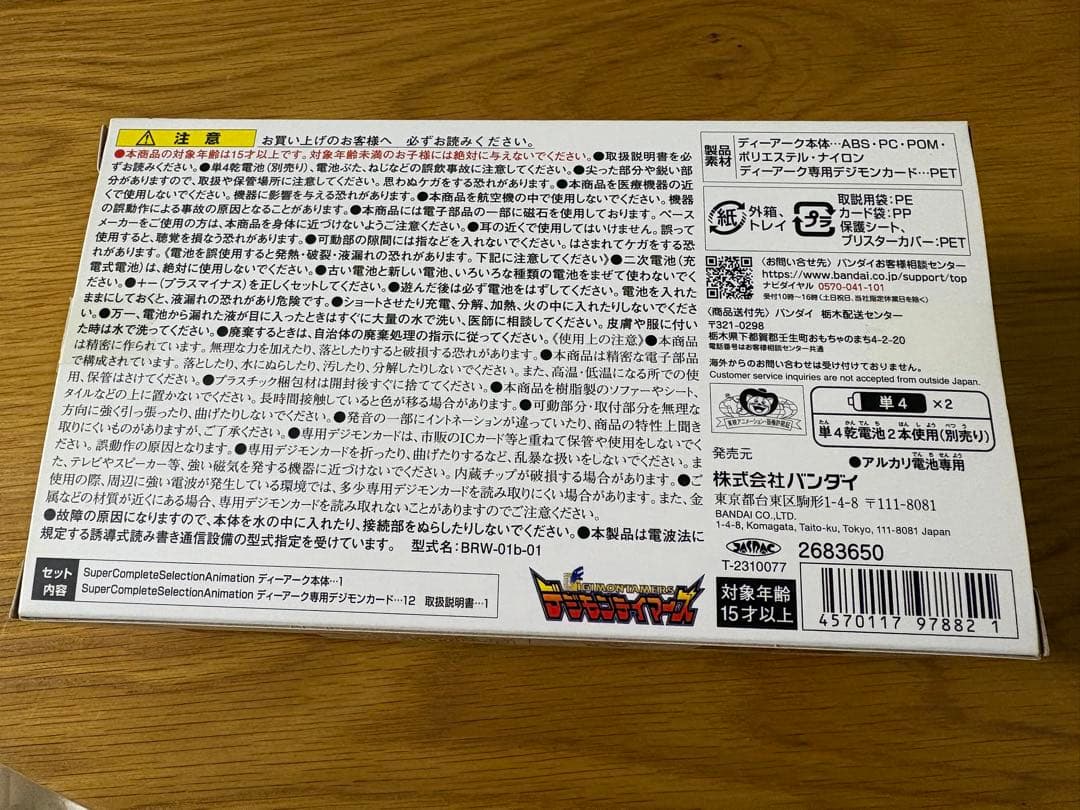 注意 お買い上げのお客様へ 必ずお読みください。
●本商品の対象年齢は15才以上です。対象年齢未満のお子様には絶対に与えないでください。●取扱説明書を必
ずお読みください。●単4乾電池(別売り)、電池ぶた、ねじなどの誤飲事故に注意してください。●尖った部分や鋭い部
分がありますので、取扱や保管場所に注意してください。思わぬケガをする恐れがあります。●本商品を医療機器の近
くで使用しないでください。機器に影響を与える恐れがあります。●本商品を航空機の中で使用しないでください。機器
の誤動作による事故の原因となることがあります。●本商品には電子部品の一部に磁石を使用しております。ペース
メーカーをご使用の方は、本商品を身体に近づけないようご注意ください。●耳の近くで使用してはいけません。誤って
使用すると、聴覚を損なう恐れがあります。●可動部の隙間には指などを入れないでください。はさまれてケガをする恐
れがあります。〈電池を誤使用すると発熱・破裂・液漏れの恐れがあります。下記に注意してください〉●二次電池(充
電式電池)は、絶対に使用しないでください。●古い電池と新しい電池、いろいろな種類の電池をまぜて使わないでく
ださい。●+−(プラスマイナス)を正しくセットしてください。●遊んだ後は必ず電池をはずしてください。電池を入れた
ままにしておくと、液漏れの恐れがあり危険です。●ショートさせたり充電、分解、加熱、火の中に入れたりしないでくださ
い。●万一、電池から漏れた液が目に入ったときはすぐに大量の水で洗い、医師に相談してください。皮膚や服に付い
た時は水で洗ってください。●廃棄するときは、自治体の廃棄処理の指示に従ってください。《使用上の注意》●本商品
は精密に作られています。無理な力を加えたり、落としたりすると破損する恐れがあります。●本商品は精密な電子部品
で構成されています。落としたり、水にぬらしたり、汚したり、分解したりしないでください。また、高温・低温になる所での使
用、保管はさけてください。●プラスチック梱包材は開封後すぐに捨ててください。●本商品を樹脂製のソファーやシート、
タイルなどの上に置かないでください。長時間接触していると色が移る場合があります。●可動部分・取付部分を無理な
方向に強く引っ張ったり、曲げたりしないでください。●発音の一部にイントネーションが違っていたり、商品の特性上聞き
取りにくいものがありますが、ご了承ください。●専用デジモンカードは、市販のICカード等と重ねて保管や使用をしないでく
ださい。誤動作の原因となります。●専用デジモンカードを折ったり、曲げたりするなど、乱暴な扱いをしないでください。ま
た、テレビやスピーカー等、強い磁気を発する機器に近づけないでください。内蔵チップが破損する場合があります。●ご
使用の際、周辺に強い電波が発生している環境では、多少専用デジモンカードを読み取りにくい場合があります。また、金
属などの材質が近くにある場合、専用デジモンカードを読み取れないことがありますのでご注意ください。
●故障の原因になりますので、本体を水の中に入れたり、接続部をぬらしたりしないでください。●本製品は電波法に
規定する誘導式読み書き通信設備の型式指定を受けています。 型式名:BRW-01b-01
セット内容
SuperCompleteSelectionAnimation ディーアーク本体…1
SuperCompleteSelectionAnimation ディーアーク専用デジモンカード…12 取扱説明書…1
DIGIMONTAMERS
デジモンテイマーズ
製品素材
ディーアーク本体…ABS・PC・POM・
ポリエステル・ナイロン
ディーアーク専用デジモンカード…PET
紙 外箱、トレイ
プラ 取説用袋:PE
カード袋:PP
保護シート、
ブリスターカバー:PET
〈お問い合せ先〉バンダイお客様相談センター
https://www.bandai.co.jp/support/top
ナビダイヤル 0570-041-101
受付10時〜16時(土日祝日、当社指定休業日を除く)
〈商品送付先〉バンダイ 栃木配送センター
〒321-0298
栃木県下都賀郡壬生町おもちゃのまち4-2-20
電話番号はお客様相談センター共通
海外からのお問い合わせは受け付けておりません。
Customer service inquiries are not accepted from outside Japan.
東映アニメーション・版権許諾証
単4 ×2
単4乾電池2本使用(別売り)
●アルカリ電池専用
発売元
株式会社バンダイ
東京都台東区駒形1-4-8 〒111-8081
BANDAI CO.,LTD.
1-4-8, Komagata, Taito-ku, Tokyo, 111-8081 Japan
JASRAC
T-2310077
2683650
対象年齢
15才以上
4 570117 978821